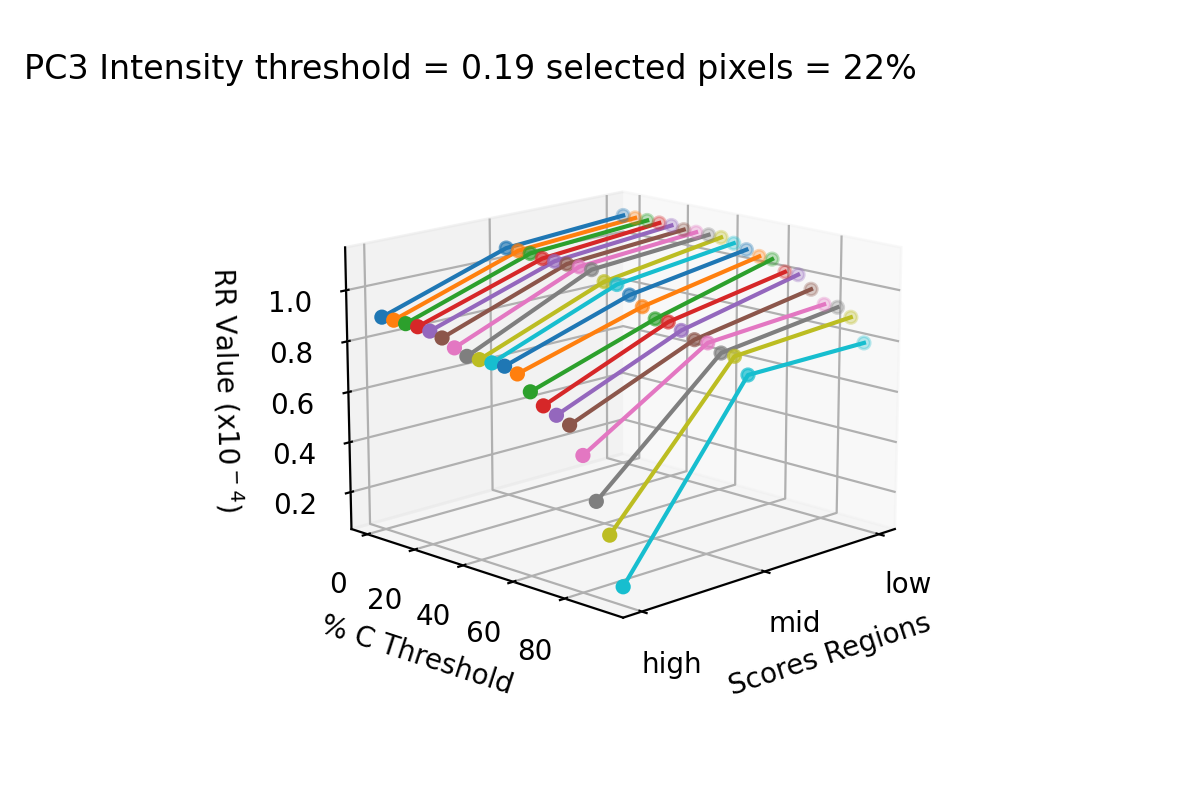 PC3 Intensity threshold = 0.19 selected pixels = 22%
RR Value (x10⁻⁴)
1.0
0.8
0.6
0.4
0.2
0
20
40
60
80
% C Threshold
high
mid
low
Scores Regions